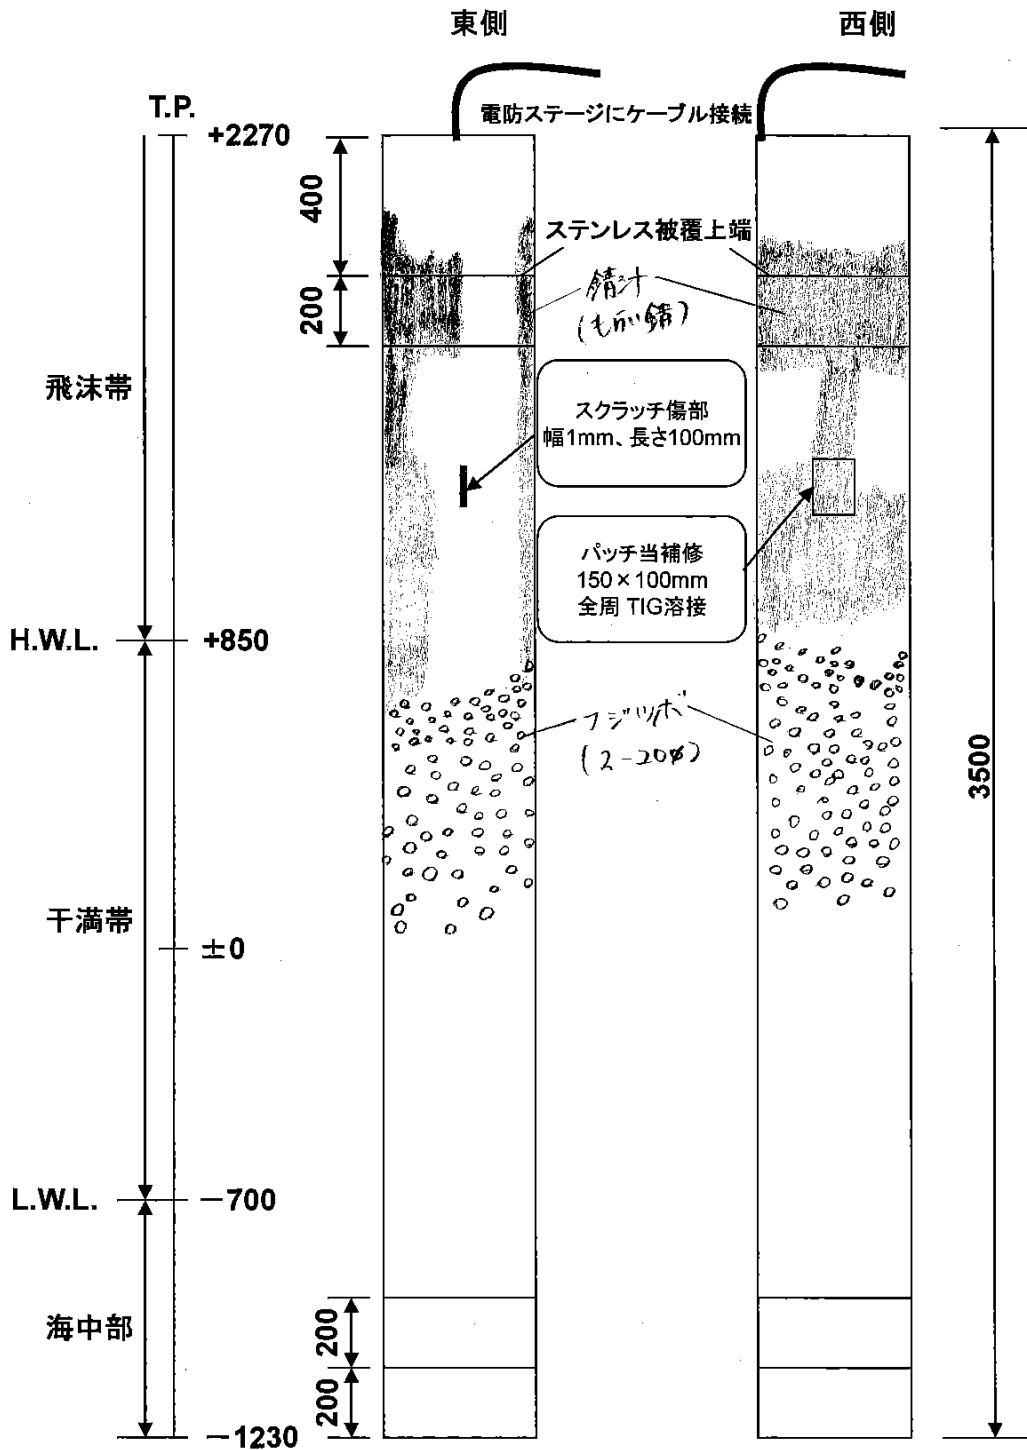 東側
西側
T.P.
電防ステージにケーブル接続
+2270
400
ステンレス被覆上端
200
錆汁
(もらい錆)
飛沫帯
スクラッチ傷部
幅1mm、長さ100mm
パッチ当補修
150×100mm
全周 TIG溶接
H.W.L.
+850
フジツボ
(2-20φ)
3500
干満帯
±0
L.W.L.
−700
海中部
200
200
−1230